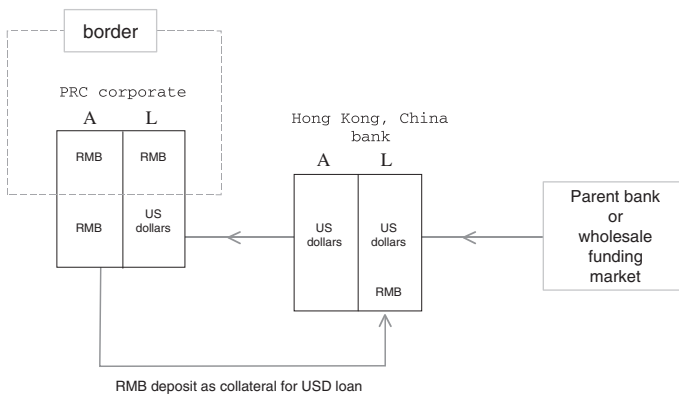 border
PRC corporate
A L
RMB RMB
RMB
US
dollars
Hong Kong, China
bank
A L
US
dollars
US
dollars
RMB
Parent bank
or
wholesale
funding
market
RMB deposit as collateral for USD loan